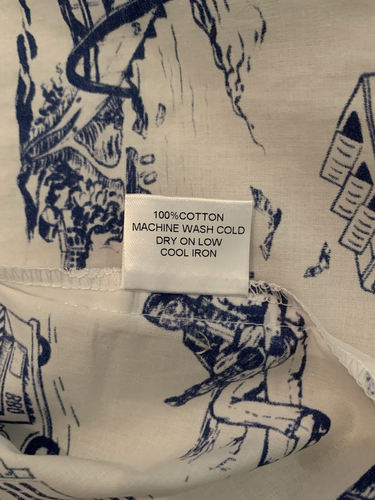 100%COTTON
MACHINE WASH COLD
DRY ON LOW
COOL IRON